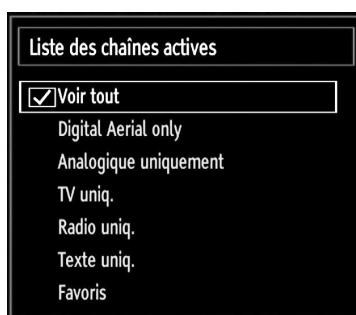 Liste des chaînes actives
Voir tout
Digital Aerial only
Analogique uniquement
TV uniq.
Radio uniq.
Texte uniq.
Favoris